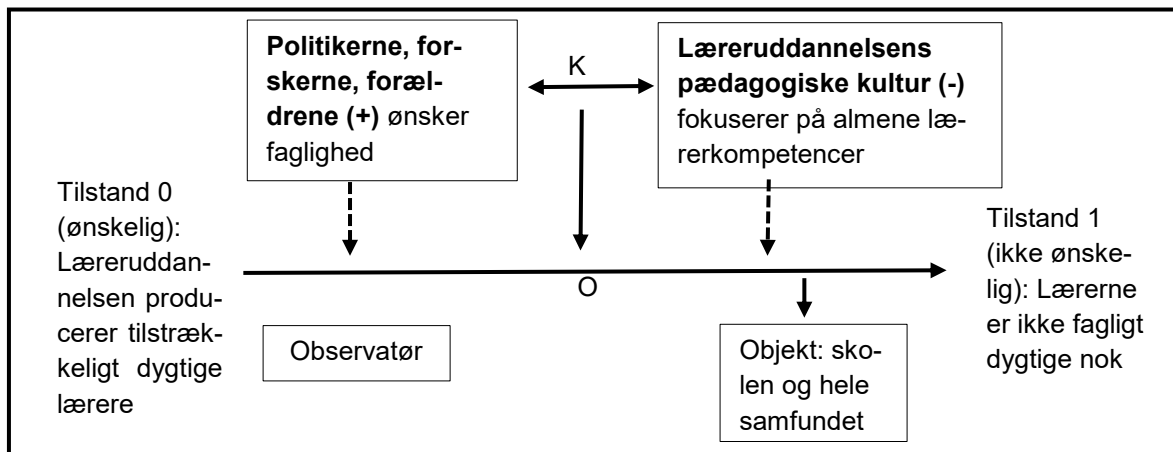 Politikerne, for-
skerne, foræl-
drene (+) ønsker
faglighed
K
Læreruddannelsens
pædagogiske kultur (-)
fokuserer på almene læ-
rerkompetencer
Tilstand 0
(ønskelig):
Læreruddan-
nelsen produ-
cerer tilstræk-
keligt dygtige
lærere
O
Observatør
Objekt: sko-
len og hele
samfundet
Tilstand 1
(ikke ønske-
lig): Lærerne
er ikke fagligt
dygtige nok